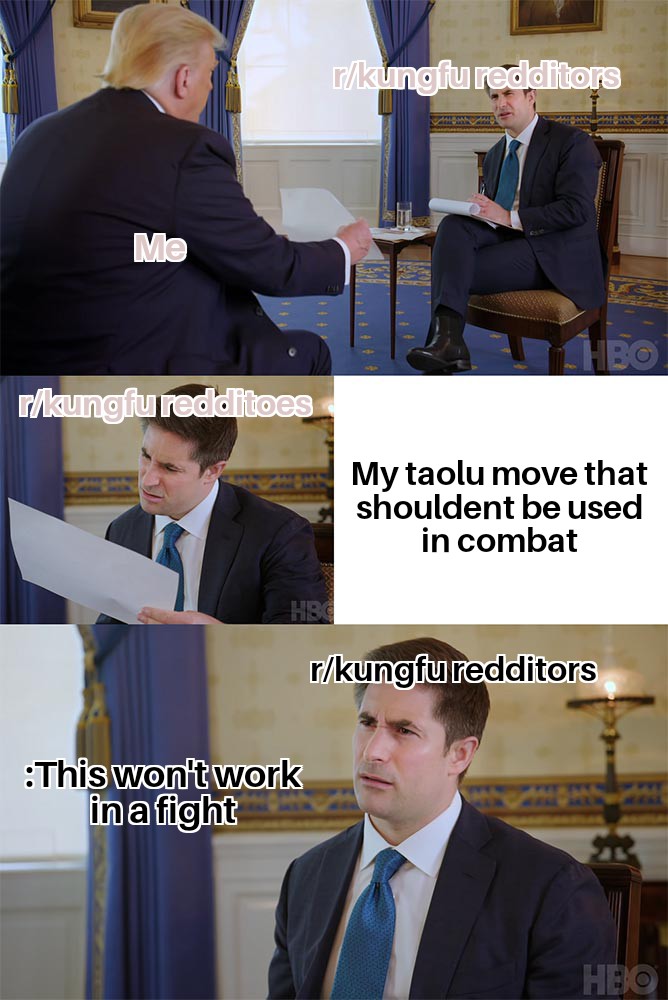 r/kungfu redditors
Me
HBO
r/kungfu redditoes
My taolu move that
shouldent be used
in combat
HBO
r/kungfu redditors
:This won't work
in a fight
HBO